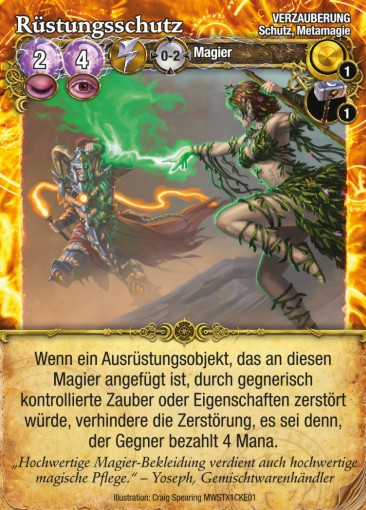 Rüstungsschutz
VERZAUBERUNG
Schutz, Metamagie
2 4 0-2 Magier
1
1
Wenn ein Ausrüstungsobjekt, das an diesen
Magier angefügt ist, durch gegnerisch
kontrollierte Zauber oder Eigenschaften zerstört
würde, verhindere die Zerstörung, es sei denn,
der Gegner bezahlt 4 Mana.
„Hochwertige Magier-Bekleidung verdient auch hochwertige
magische Pflege.“ – Yoseph, Gemischtwarenhändler
Illustration: Craig Spearing MWSTX1CKE01